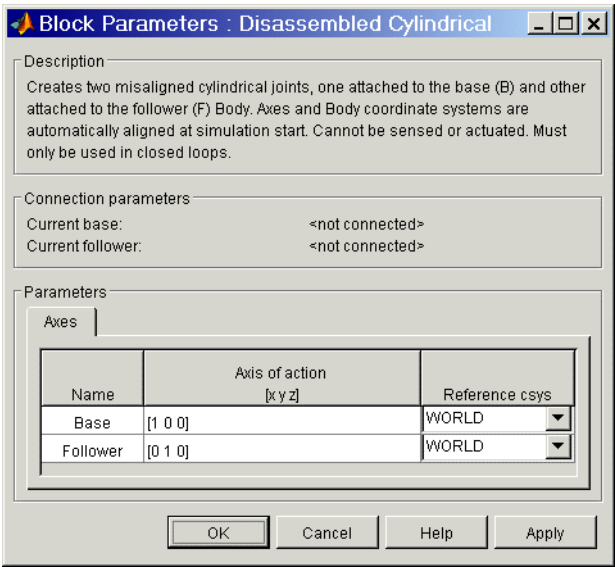 Block Parameters : Disassembled Cylindrical
Description
Creates two misaligned cylindrical joints, one attached to the base (B) and other
attached to the follower (F) Body. Axes and Body coordinate systems are
automatically aligned at simulation start. Cannot be sensed or actuated. Must
only be used in closed loops.
Connection parameters
Current base: <not connected>
Current follower: <not connected>
Parameters
Axes
Axis of action
Name [x y z] Reference csys
Base [1 0 0] WORLD
Follower [0 1 0] WORLD
OK Cancel Help Apply